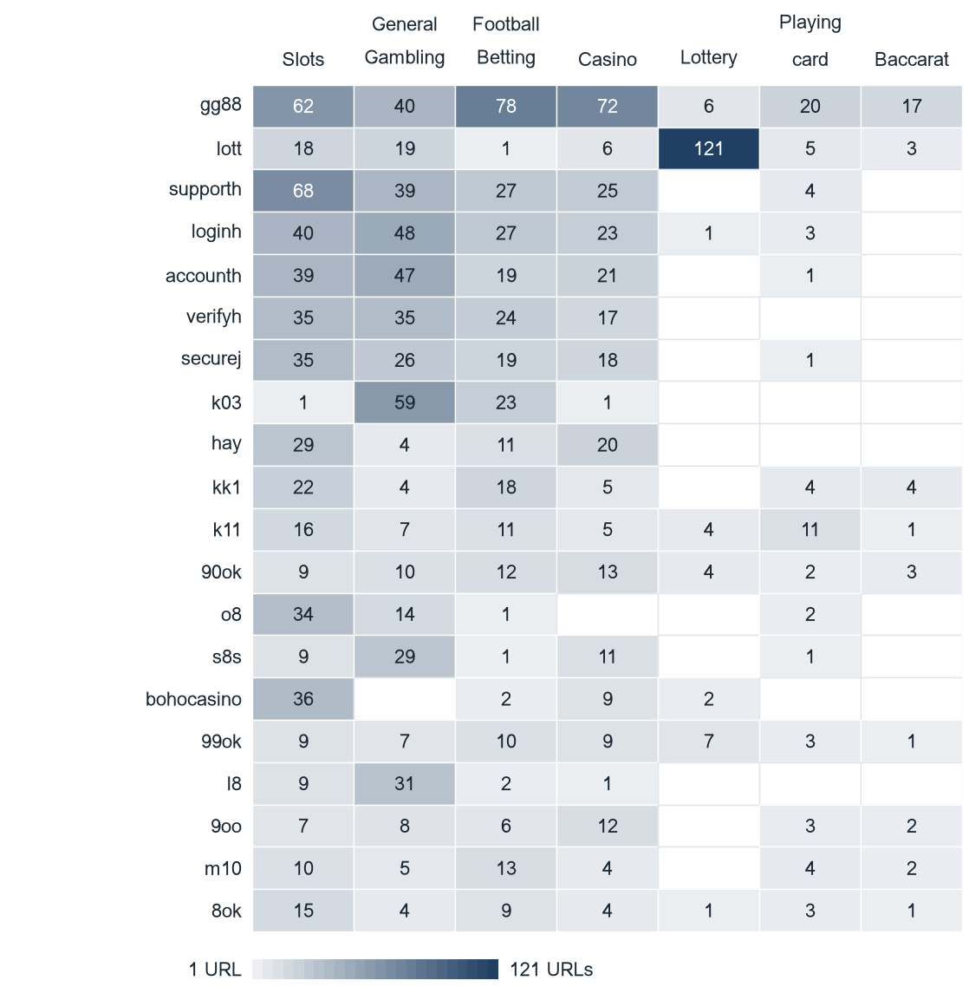 General Football Playing
Slots Gambling Betting Casino Lottery card Baccarat
gg88 62 40 78 72 6 20 17
lott 18 19 1 6 121 5 3
supporth 68 39 27 25 4
loginh 40 48 27 23 1 3
accounth 39 47 19 21 1
verifyh 35 35 24 17
securej 35 26 19 18 1
k03 1 59 23 1
hay 29 4 11 20
kk1 22 4 18 5 4 4
k11 16 7 11 5 4 11 1
90ok 9 10 12 13 4 2 3
o8 34 14 1 2
s8s 9 29 1 11 1
bohocasino 36 2 9 2
99ok 9 7 10 9 7 3 1
l8 9 31 2 1
9oo 7 8 6 12 3 2
m10 10 5 13 4 4 2
8ok 15 4 9 4 1 3 1
1 URL 121 URLs